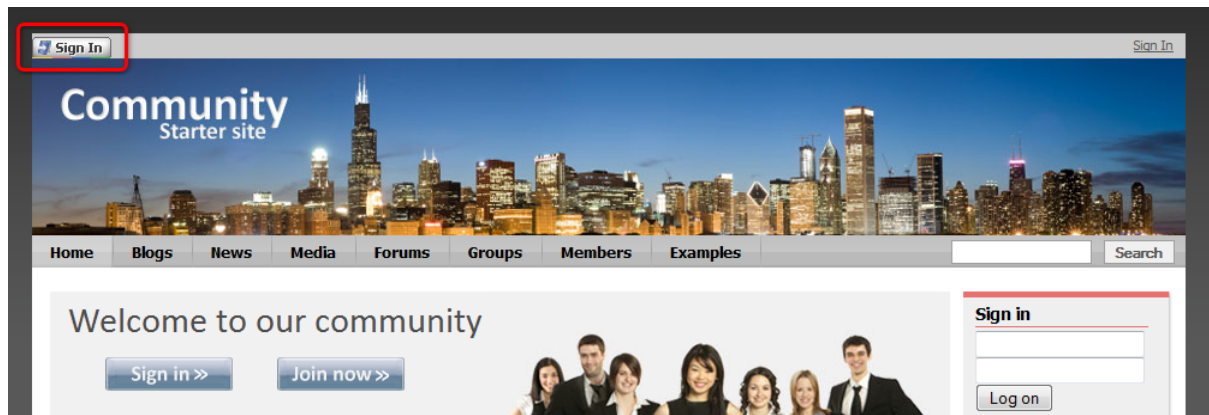 Sign In
Sign In
Community
Starter site
Home Blogs News Media Forums Groups Members Examples Search
Welcome to our community
Sign in »
Join now »
Sign in
Log on